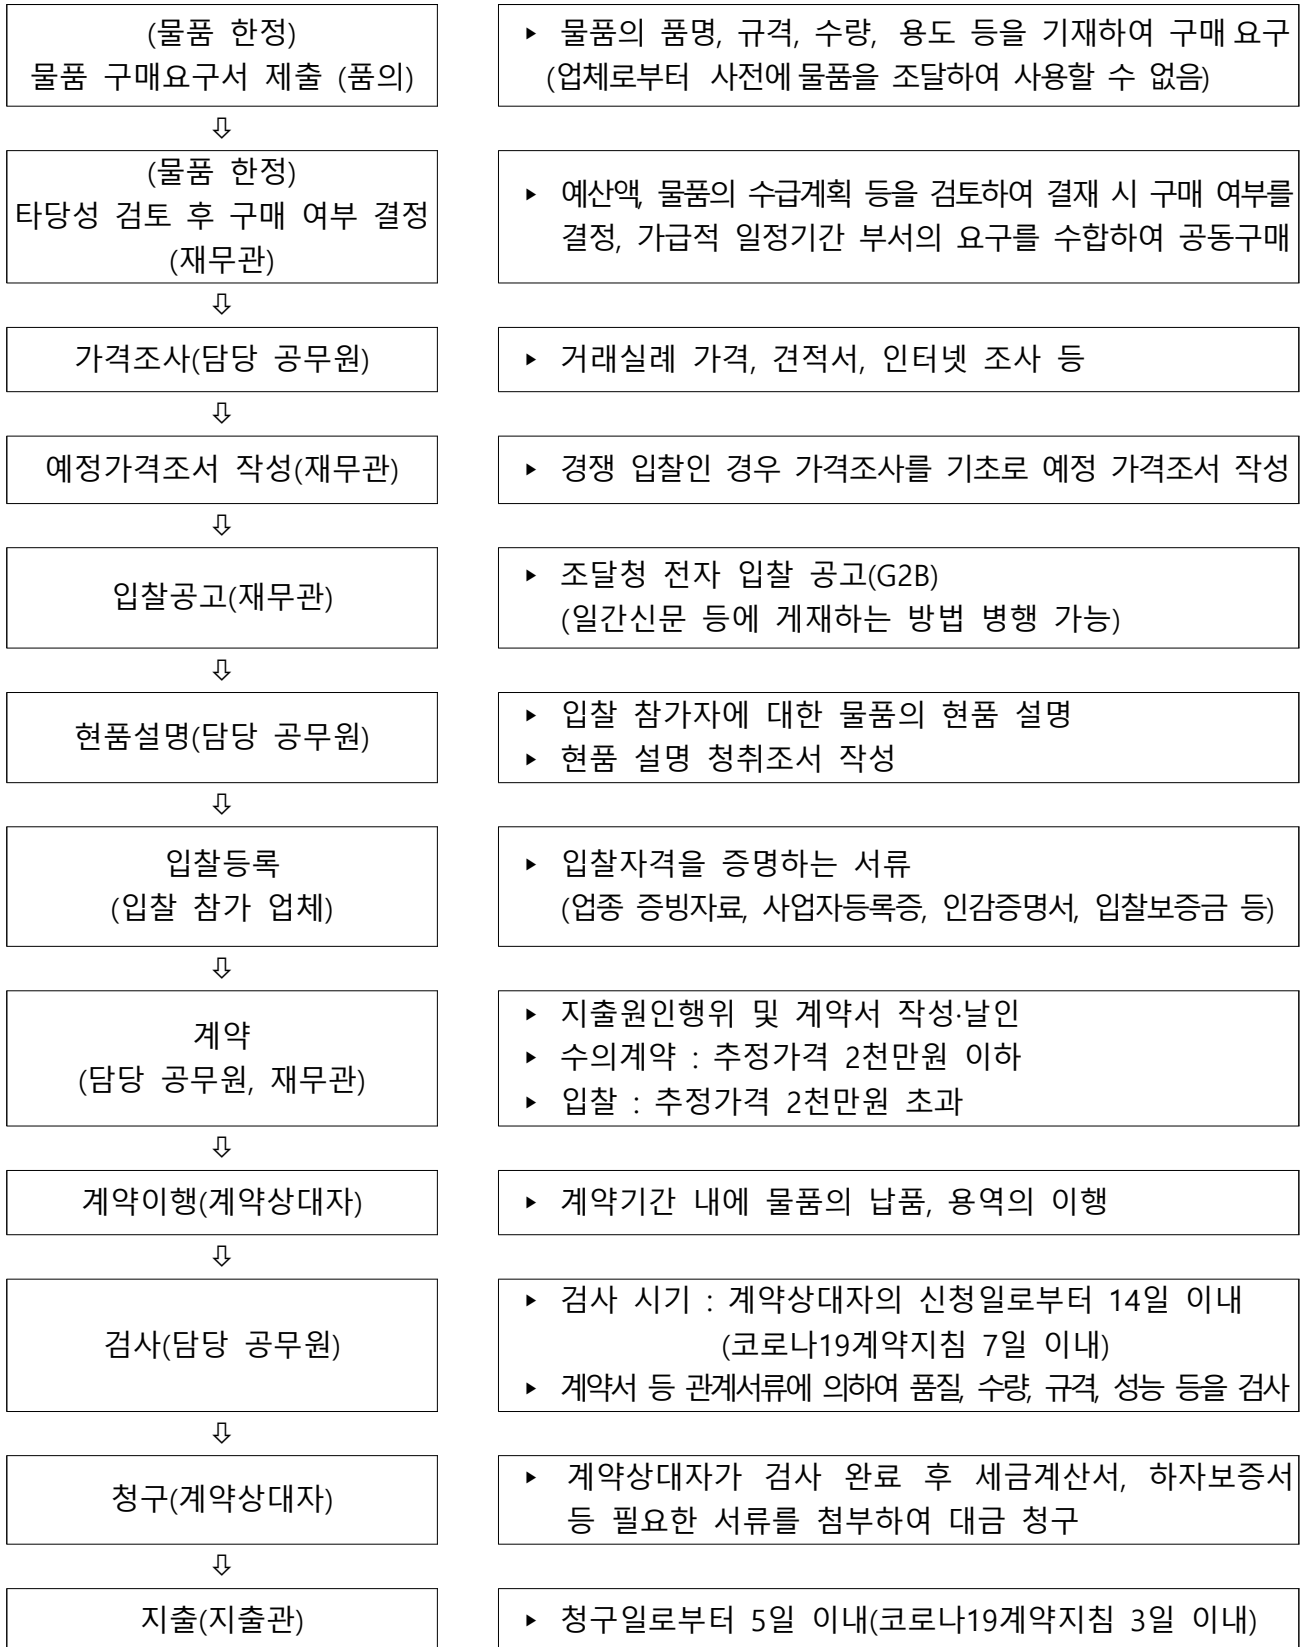 (물품 한정)
물품 구매요구서 제출 (품의)
▸ 물품의 품명, 규격, 수량, 용도 등을 기재하여 구매 요구
(업체로부터 사전에 물품을 조달하여 사용할 수 없음)
⇩
(물품 한정)
타당성 검토 후 구매 여부 결정
(재무관)
▸ 예산액, 물품의 수급계획 등을 검토하여 결재 시 구매 여부를
결정, 가급적 일정기간 부서의 요구를 수합하여 공동구매
⇩
가격조사(담당 공무원)
▸ 거래실례 가격, 견적서, 인터넷 조사 등
⇩
예정가격조서 작성(재무관)
▸ 경쟁 입찰인 경우 가격조사를 기초로 예정 가격조서 작성
⇩
입찰공고(재무관)
▸ 조달청 전자 입찰 공고(G2B)
(일간신문 등에 게재하는 방법 병행 가능)
⇩
현품설명(담당 공무원)
▸ 입찰 참가자에 대한 물품의 현품 설명
▸ 현품 설명 청취조서 작성
⇩
입찰등록
(입찰 참가 업체)
▸ 입찰자격을 증명하는 서류
(업종 증빙자료, 사업자등록증, 인감증명서, 입찰보증금 등)
⇩
계약
(담당 공무원, 재무관)
▸ 지출원인행위 및 계약서 작성·날인
▸ 수의계약 : 추정가격 2천만원 이하
▸ 입찰 : 추정가격 2천만원 초과
⇩
계약이행(계약상대자)
▸ 계약기간 내에 물품의 납품, 용역의 이행
⇩
검사(담당 공무원)
▸ 검사 시기 : 계약상대자의 신청일로부터 14일 이내
(코로나19계약지침 7일 이내)
▸ 계약서 등 관계서류에 의하여 품질, 수량, 규격, 성능 등을 검사
⇩
청구(계약상대자)
▸ 계약상대자가 검사 완료 후 세금계산서, 하자보증서
등 필요한 서류를 첨부하여 대금 청구
⇩
지출(지출관)
▸ 청구일로부터 5일 이내(코로나19계약지침 3일 이내)